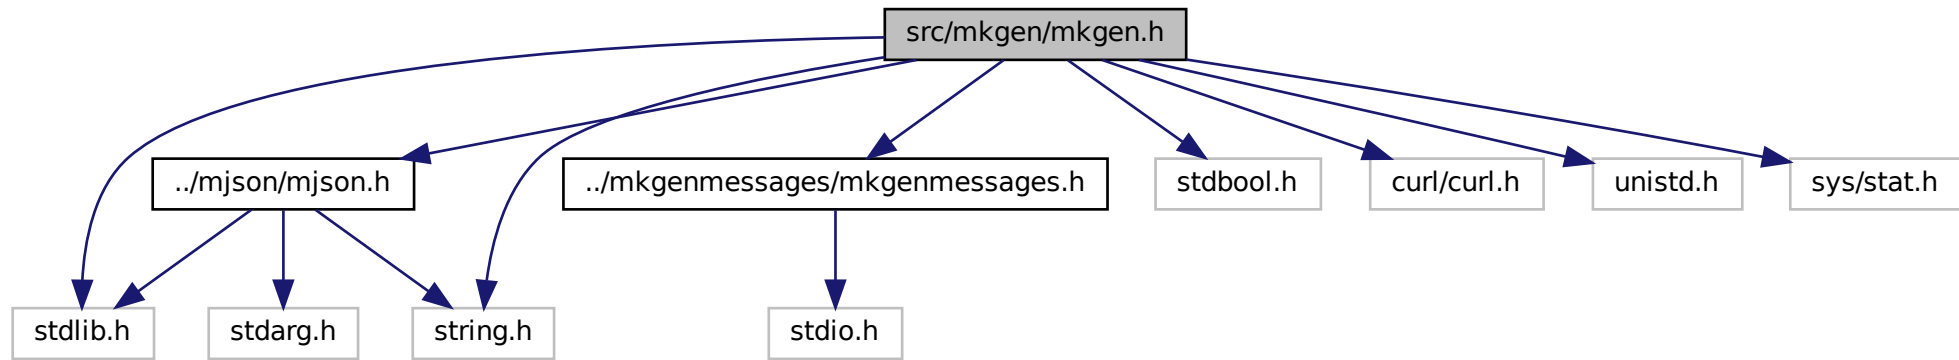 src/mkgen/mkgen.h
../mjson/mjson.h
../mkgenmessages/mkgenmessages.h
stdbool.h
curl/curl.h
unistd.h
sys/stat.h
stdlib.h
stdarg.h
string.h
stdio.h